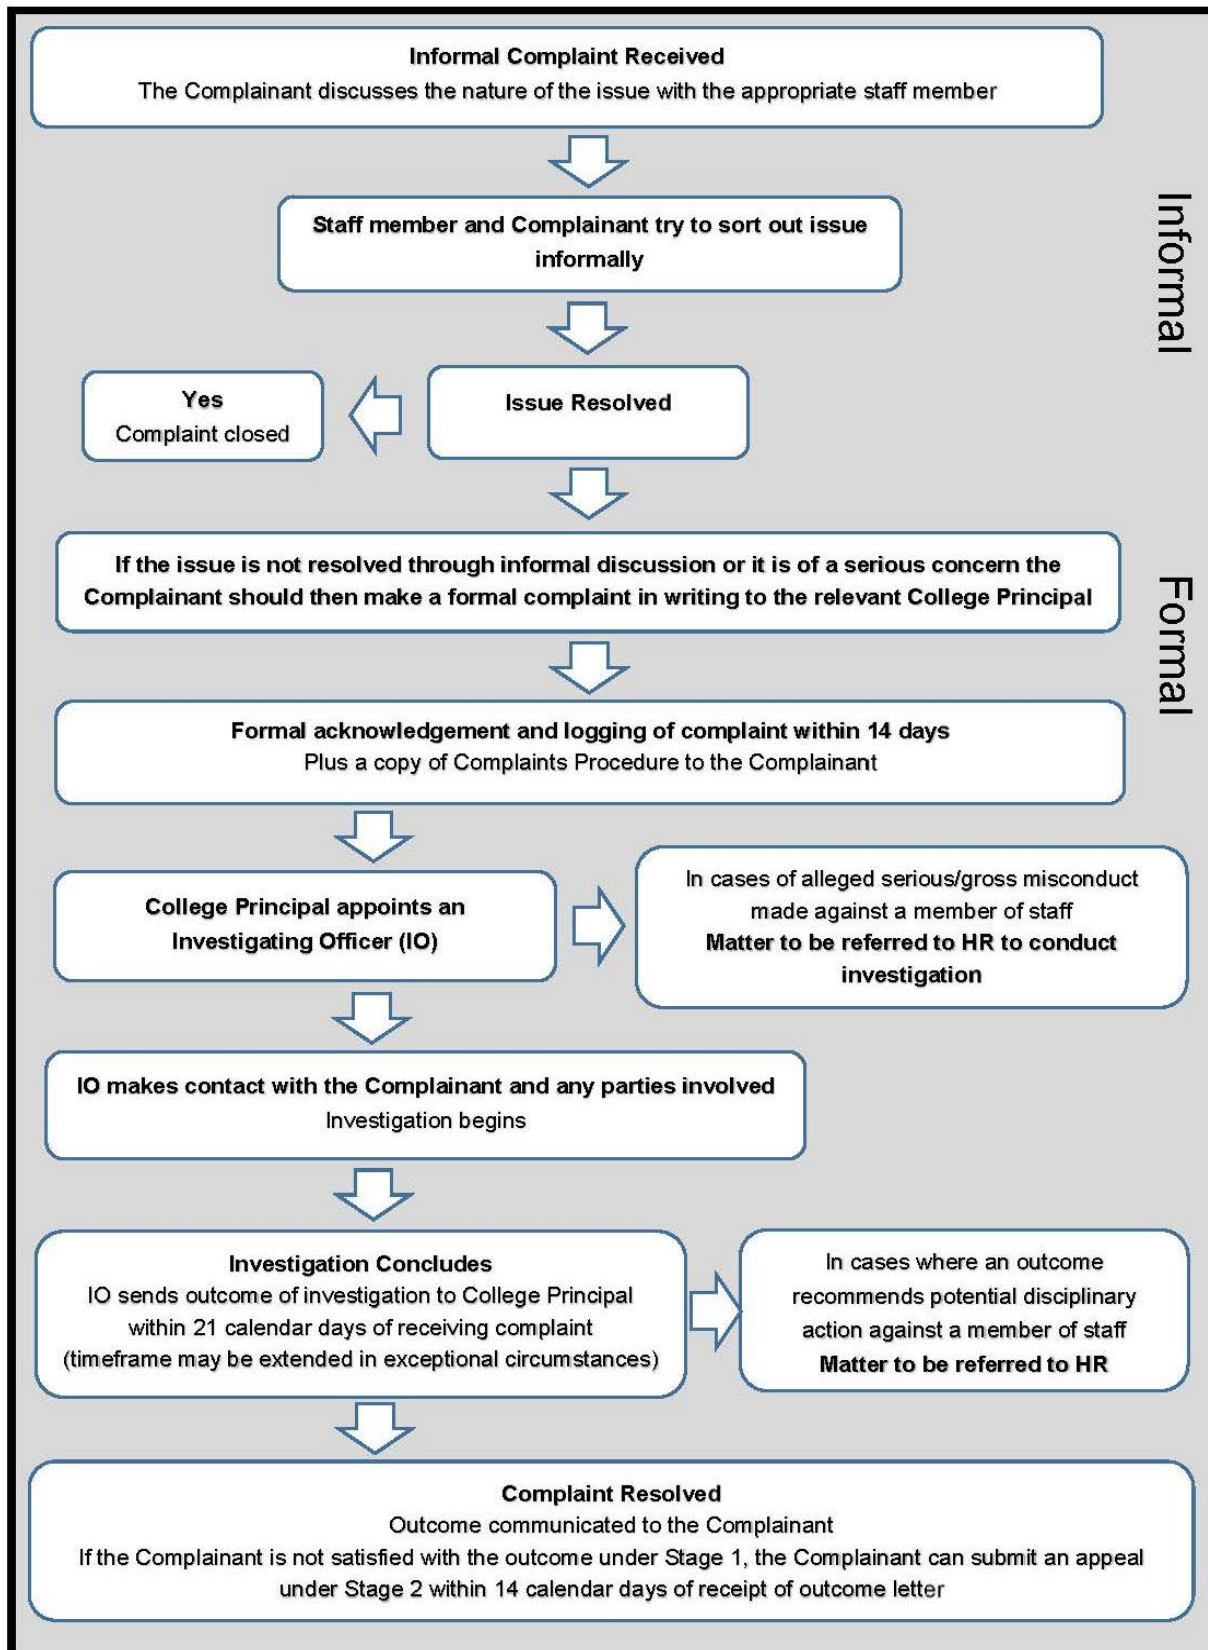 Informal Complaint Received
The Complainant discusses the nature of the issue with the appropriate staff member
Informal
Staff member and Complainant try to sort out issue
informally
Issue Resolved
Yes
Complaint closed
If the issue is not resolved through informal discussion or it is of a serious concern the
Complainant should then make a formal complaint in writing to the relevant College Principal
Formal
Formal acknowledgement and logging of complaint within 14 days
Plus a copy of Complaints Procedure to the Complainant
College Principal appoints an
Investigating Officer (IO)
In cases of alleged serious/gross misconduct
made against a member of staff
Matter to be referred to HR to conduct
investigation
IO makes contact with the Complainant and any parties involved
Investigation begins
Investigation Concludes
IO sends outcome of investigation to College Principal
within 21 calendar days of receiving complaint
(timeframe may be extended in exceptional circumstances)
In cases where an outcome
recommends potential disciplinary
action against a member of staff
Matter to be referred to HR
Complaint Resolved
Outcome communicated to the Complainant
If the Complainant is not satisfied with the outcome under Stage 1, the Complainant can submit an appeal
under Stage 2 within 14 calendar days of receipt of outcome letter